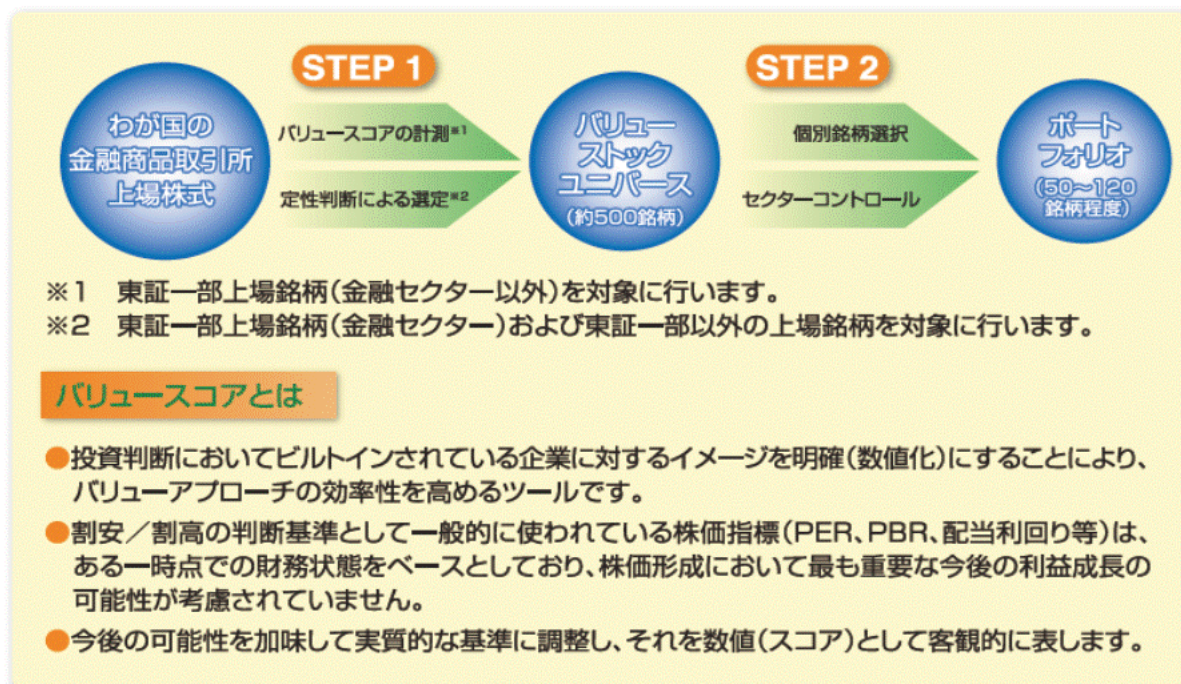 STEP 1
STEP 2
わが国の
金融商品取引所
上場株式
バリュースコアの計測※1
定性判断による選定※2
バリュー
ストック
ユニバース
(約500銘柄)
個別銘柄選択
セクターコントロール
ポート
フォリオ
(50〜120
銘柄程度)
※1 東証一部上場銘柄(金融セクター以外)を対象に行います。
※2 東証一部上場銘柄(金融セクター)および東証一部以外の上場銘柄を対象に行います。
バリュースコアとは
●投資判断においてビルトインされている企業に対するイメージを明確(数値化)にすることにより、
バリューアプローチの効率性を高めるツールです。
●割安/割高の判断基準として一般的に使われている株価指標(PER、PBR、配当利回り等)は、
ある一時点での財務状態をベースとしており、株価形成において最も重要な今後の利益成長の
可能性が考慮されていません。
●今後の可能性を加味して実質的な基準に調整し、それを数値(スコア)として客観的に表します。